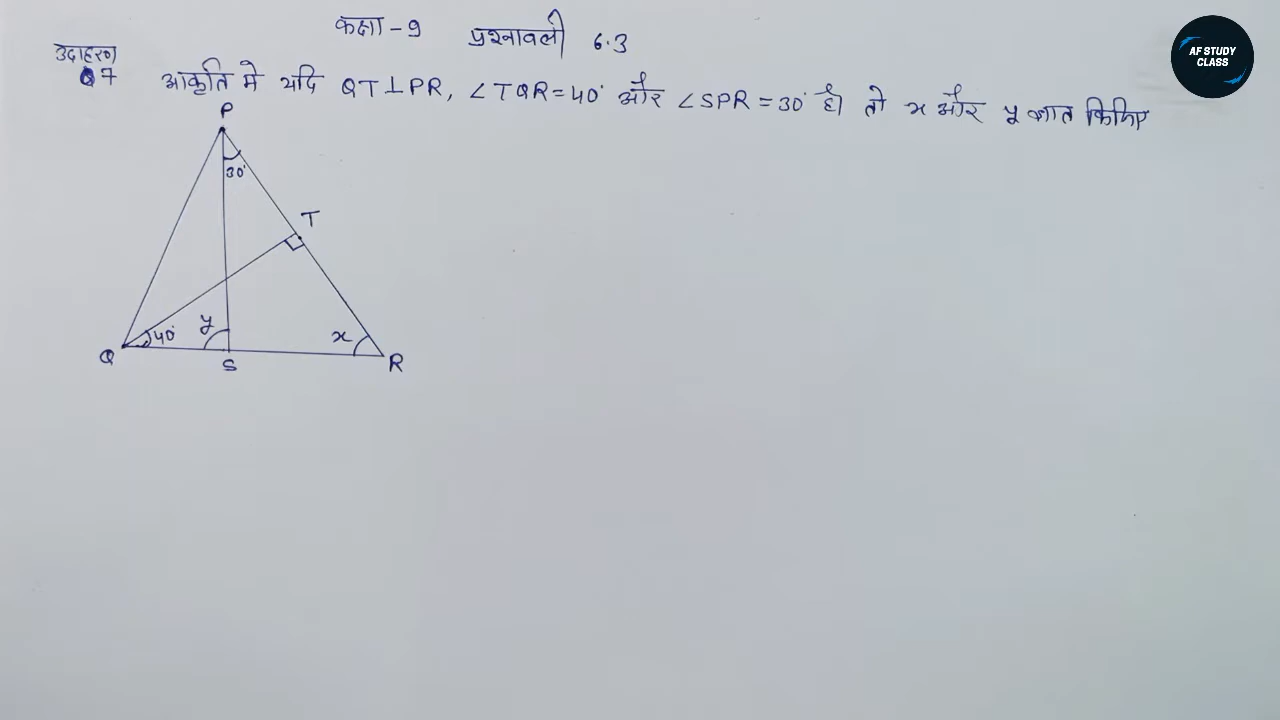 कक्षा - 9 प्रश्नावली 6.3
AF STUDY
CLASS
उदाहरण
7 आकृति मे यदि QT⊥PR, ∠TQR=40° और ∠SPR=30° है। तो x और y ज्ञात किजिए
P
30°
T
40° y x
Q S R